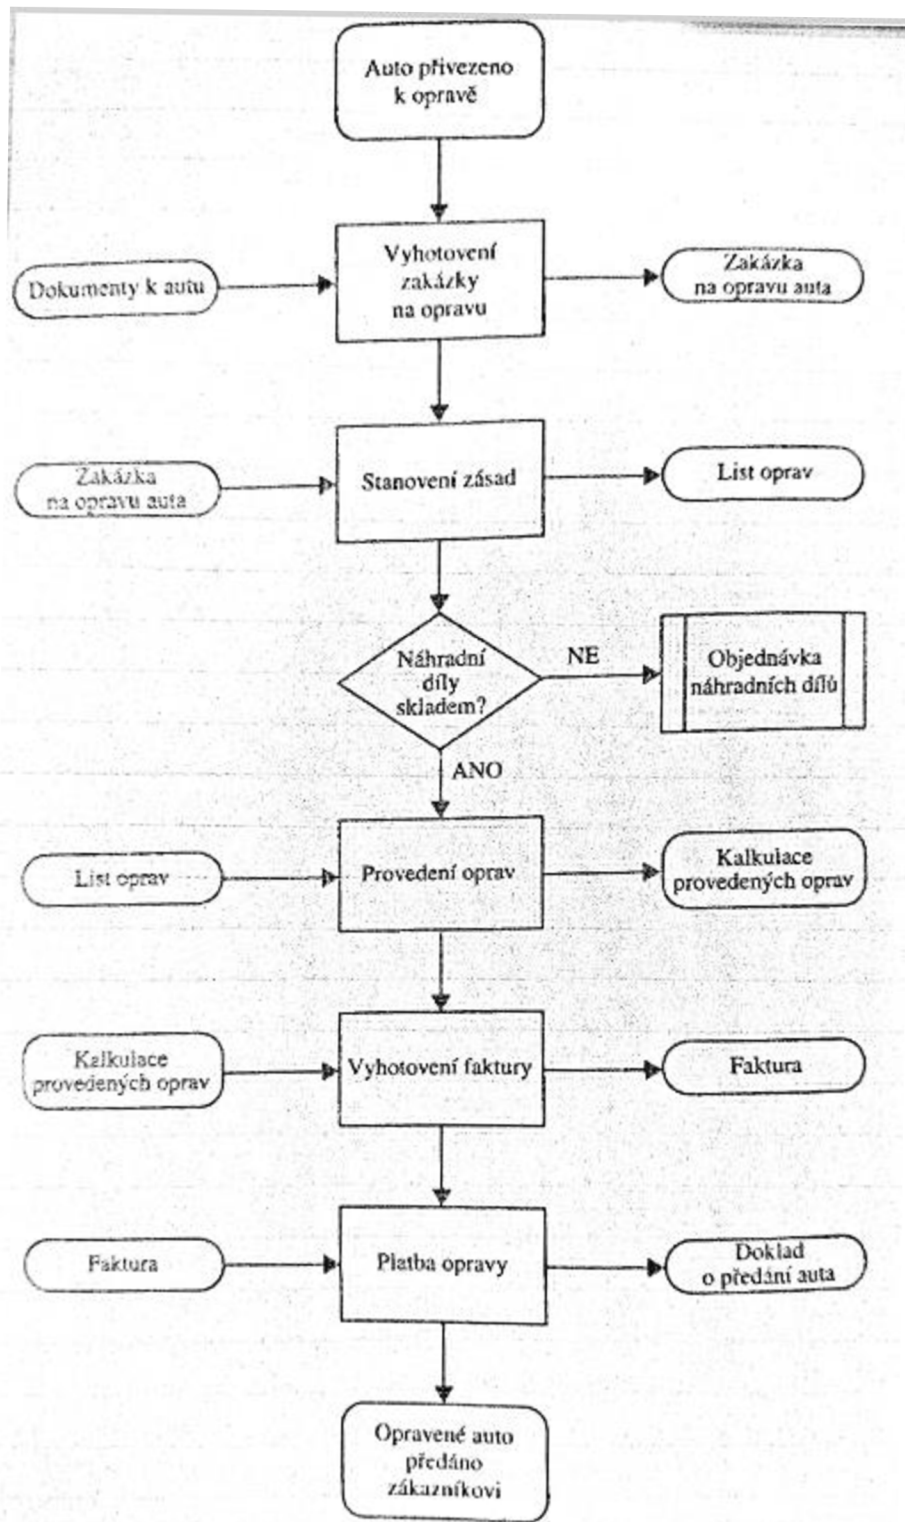 Auto přivezeno
k opravě
Dokumenty k autu
Vyhotovení
zakázky
na opravu
Zakázka
na opravu auta
Zakázka
na opravu auta
Stanovení zásad
List oprav
Náhradní
díly
skladem?
NE
Objednávka
náhradních dílů
ANO
List oprav
Provedení oprav
Kalkulace
provedených oprav
Kalkulace
provedených oprav
Vyhotovení faktury
Faktura
Faktura
Platba opravy
Doklad
o předání auta
Opravené auto
předáno
zákazníkovi